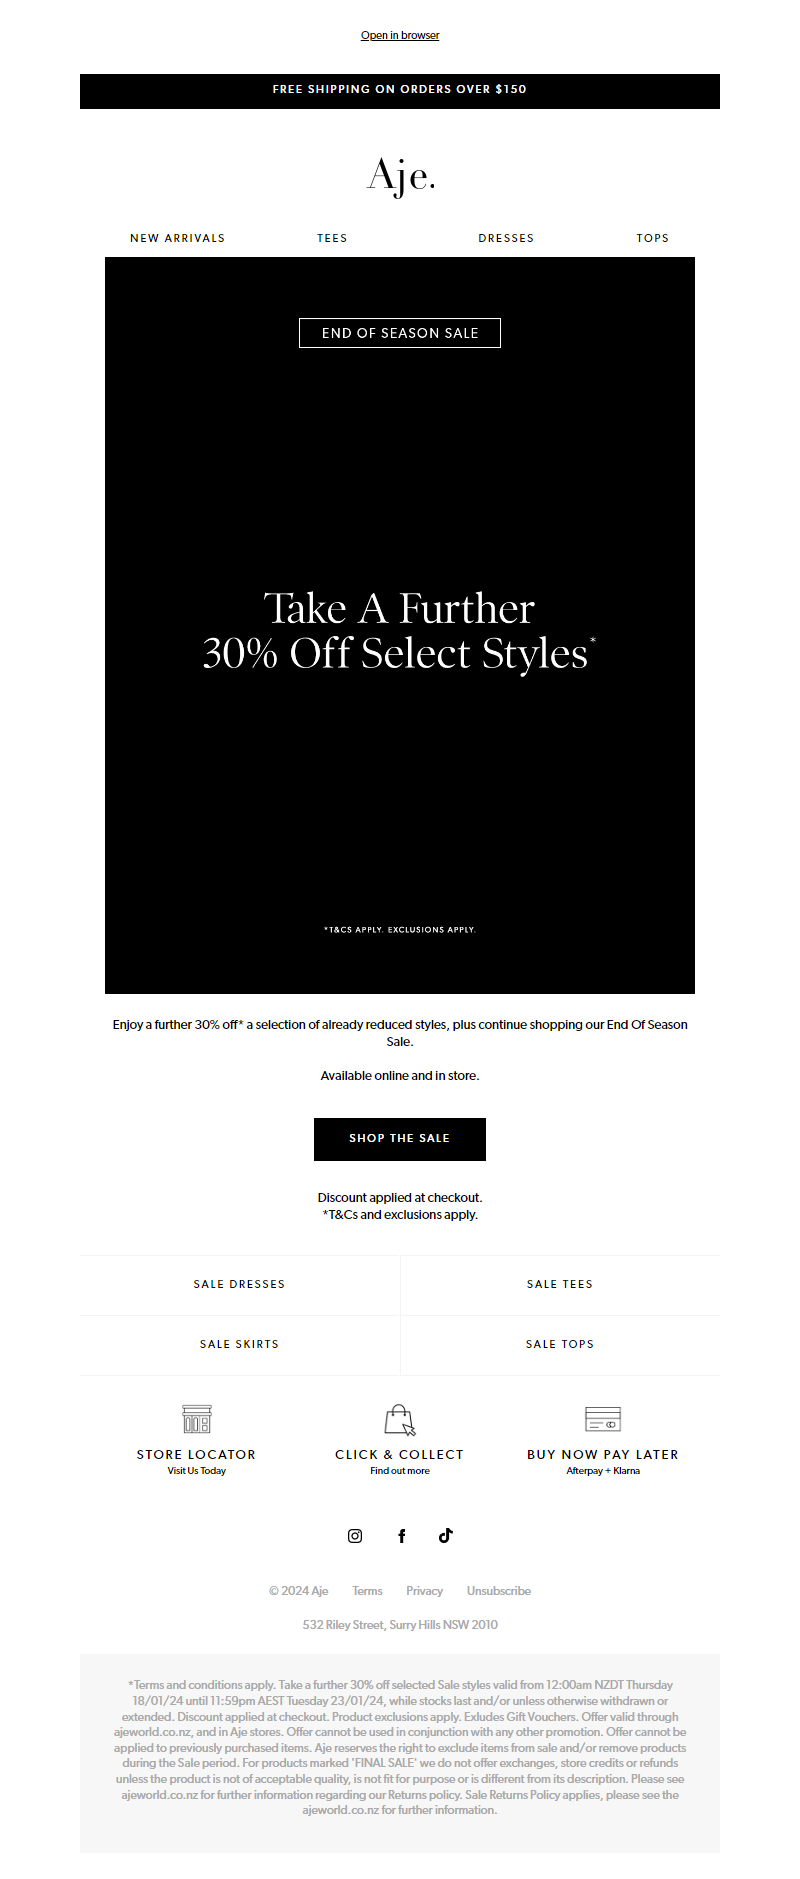 Open in browser
FREE SHIPPING ON ORDERS OVER $150
Aje.
NEW ARRIVALS TEES DRESSES TOPS
END OF SEASON SALE
Take A Further
30% Off Select Styles*
*T&CS APPLY. EXCLUSIONS APPLY.
Enjoy a further 30% off* a selection of already reduced styles, plus continue shopping our End Of Season
Sale.
Available online and in store.
SHOP THE SALE
Discount applied at checkout.
*T&Cs and exclusions apply.
SALE DRESSES SALE TEES
SALE SKIRTS SALE TOPS
STORE LOCATOR CLICK & COLLECT BUY NOW PAY LATER
Visit Us Today Find out more Afterpay + Klarna
© 2024 Aje Terms Privacy Unsubscribe
532 Riley Street, Surry Hills NSW 2010
*Terms and conditions apply. Take a further 30% off selected Sale styles valid from 12:00am NZDT Thursday
18/01/24 until 11:59pm AEST Tuesday 23/01/24, while stocks last and/or unless otherwise withdrawn or
extended. Discount applied at checkout. Product exclusions apply. Exludes Gift Vouchers. Offer valid through
ajeworld.co.nz, and in Aje stores. Offer cannot be used in conjunction with any other promotion. Offer cannot be
applied to previously purchased items. Aje reserves the right to exclude items from sale and/or remove products
during the Sale period. For products marked 'FINAL SALE' we do not offer exchanges, store credits or refunds
unless the product is not of acceptable quality, is not fit for purpose or is different from its description. Please see
ajeworld.co.nz for further information regarding our Returns policy. Sale Returns Policy applies, please see the
ajeworld.co.nz for further information.